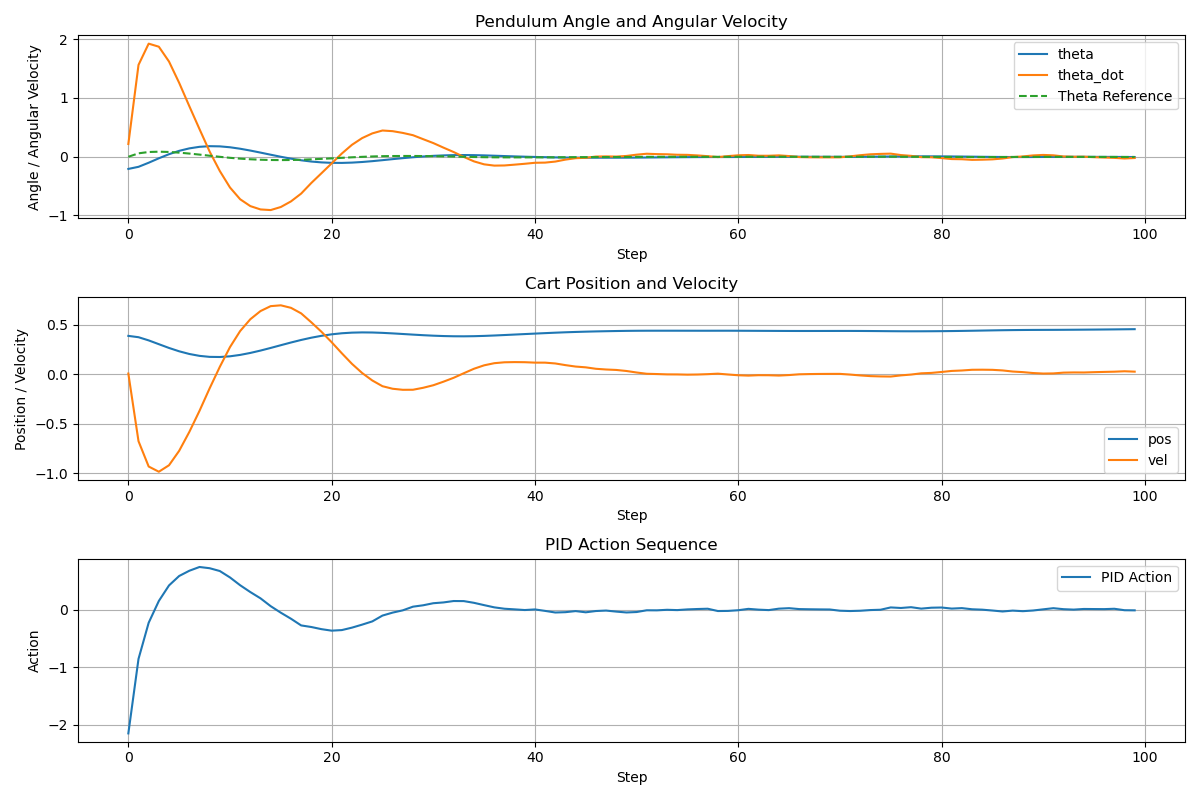 Pendulum Angle and Angular Velocity
Angle / Angular Velocity
2
1
0
−1
theta
theta_dot
Theta Reference
0
20
40
60
80
100
Step
Cart Position and Velocity
Position / Velocity
0.5
0.0
−0.5
−1.0
pos
vel
0
20
40
60
80
100
Step
PID Action Sequence
Action
0
−1
−2
PID Action
0
20
40
60
80
100
Step